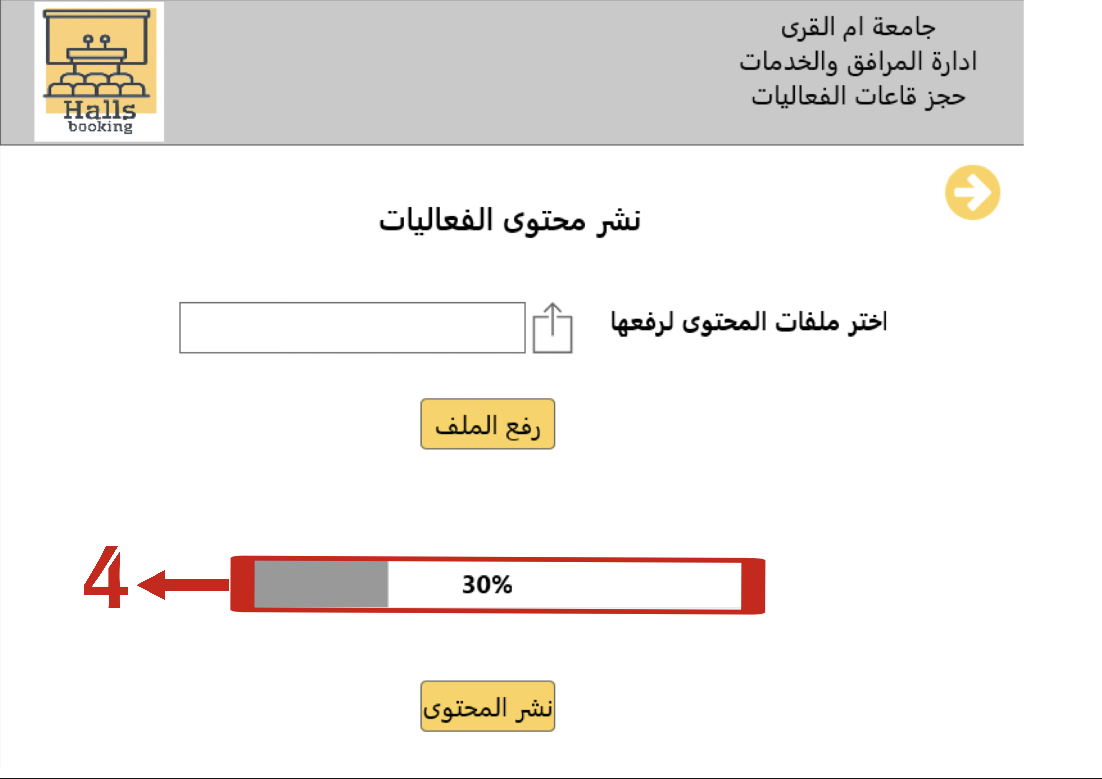 جامعة ام القرى
ادارة المرافق والخدمات
حجز قاعات الفعاليات
Halls
booking
نشر محتوى الفعاليات
اختر ملفات المحتوى لرفعها
رفع الملف
30%
4
نشر المحتوى